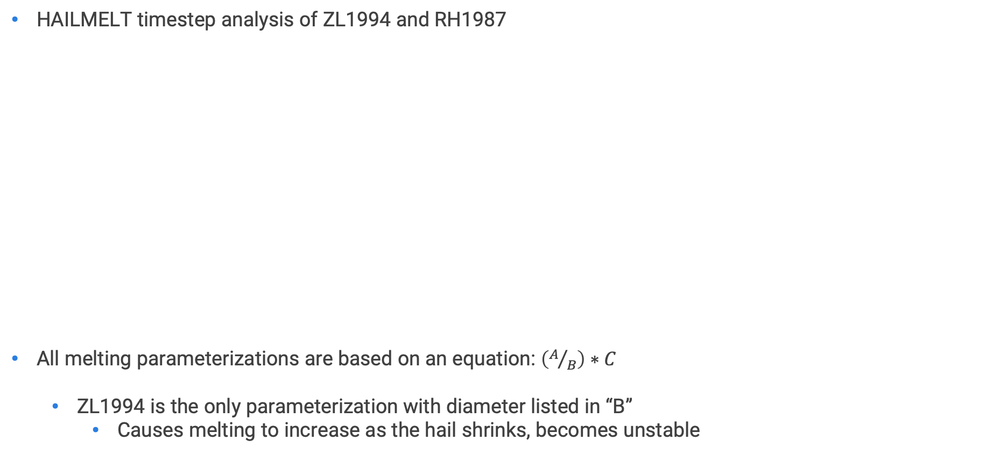 • HAILMELT timestep analysis of ZL1994 and RH1987
• All melting parameterizations are based on an equation: (A/B) * C
• ZL1994 is the only parameterization with diameter listed in “B”
• Causes melting to increase as the hail shrinks, becomes unstable